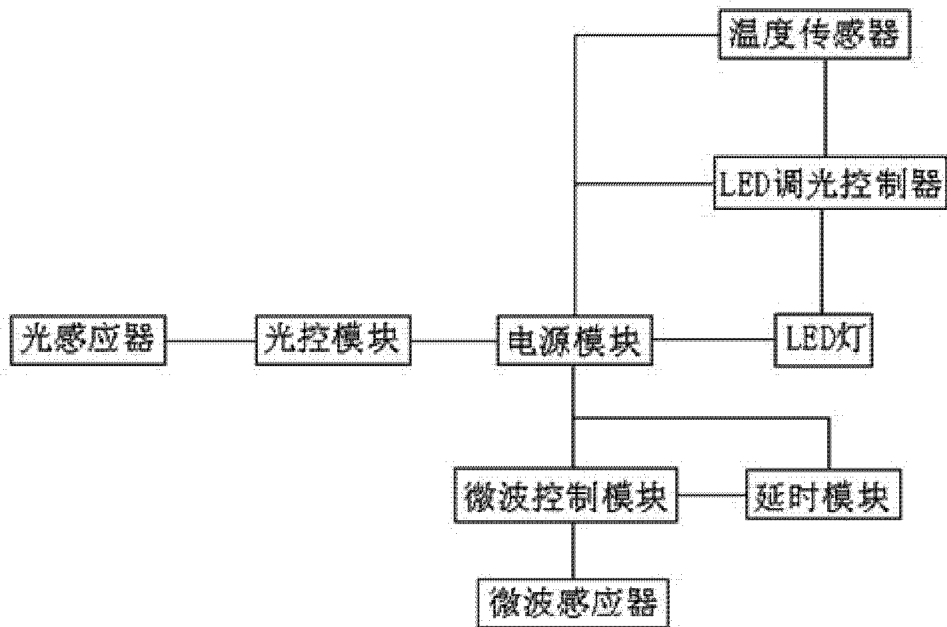 温度传感器
LED调光控制器
光感应器
光控模块
电源模块
LED灯
微波控制模块
延时模块
微波感应器